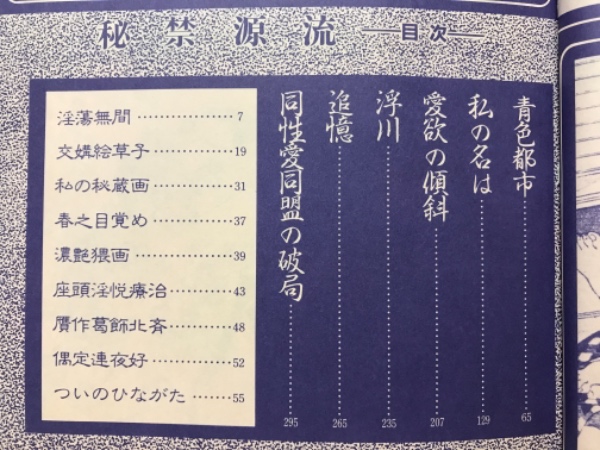 秘禁源流 ―目次―
淫蕩無間 ……………… 7
交媾絵草子 ……………… 19
私の秘蔵画 ……………… 31
春之目覚め ……………… 37
濃艶猥画 ……………… 39
座頭淫悦療治 ……………… 43
贋作葛師北斉 ……………… 48
偶定連夜好 ……………… 52
ついのひながた ……………… 55
青色都市 ……………… 65
私の名は ……………… 129
愛欲の傾斜 ……………… 207
浮川 ……………… 235
追憶 ……………… 265
同性愛同盟の破局 ……………… 295